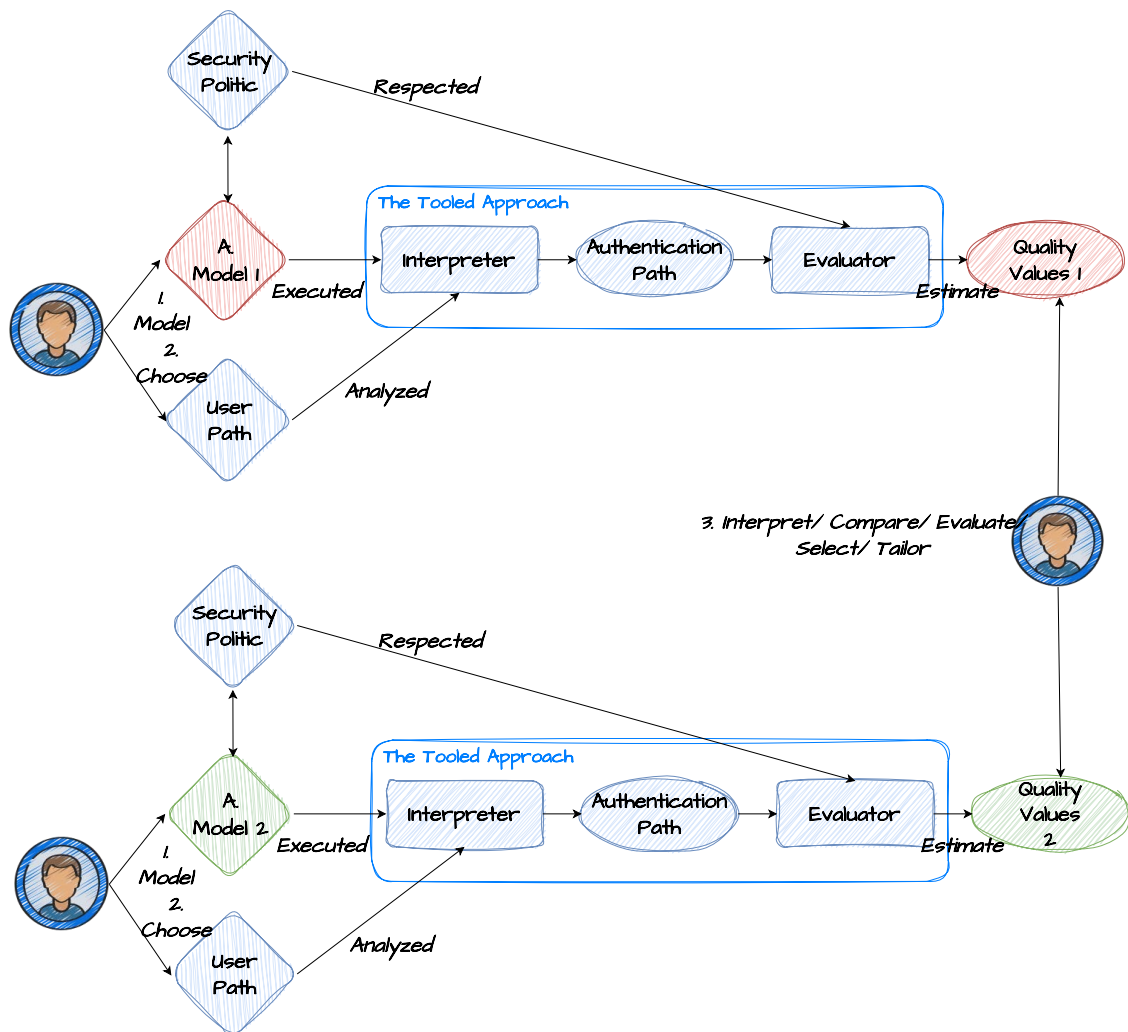 Security
Politic
Respected
The Tooled Approach
A.
Model 1
Interpreter
Authentication
Path
Evaluator
Quality
Values 1
Executed
Estimate
1.
Model
2.
Choose
Analyzed
User
Path
3. Interpret/ Compare/ Evaluate/
Select/ Tailor
Security
Politic
Respected
The Tooled Approach
A.
Model 2
Interpreter
Authentication
Path
Evaluator
Quality
Values
2
Executed
Estimate
1.
Model
2.
Choose
Analyzed
User
Path